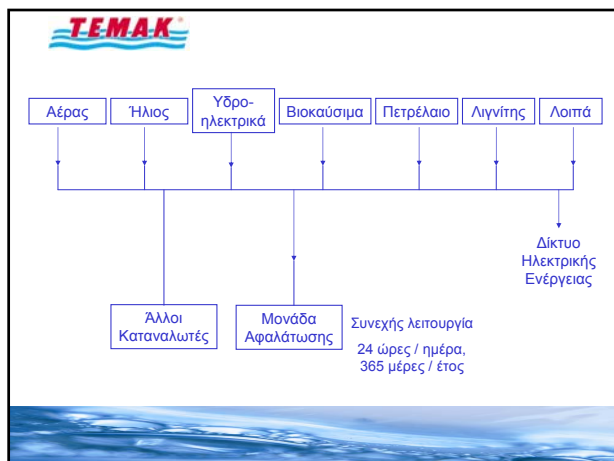 TEMAK®
Αέρας
Ήλιος
Υδρο-
ηλεκτρικά
Βιοκαύσιμα
Πετρέλαιο
Λιγνίτης
Λοιπά
Δίκτυο
Ηλεκτρικής
Ενέργειας
Άλλοι
Καταναλωτές
Μονάδα
Αφαλάτωσης
Συνεχής λειτουργία
24 ώρες / ημέρα,
365 μέρες / έτος